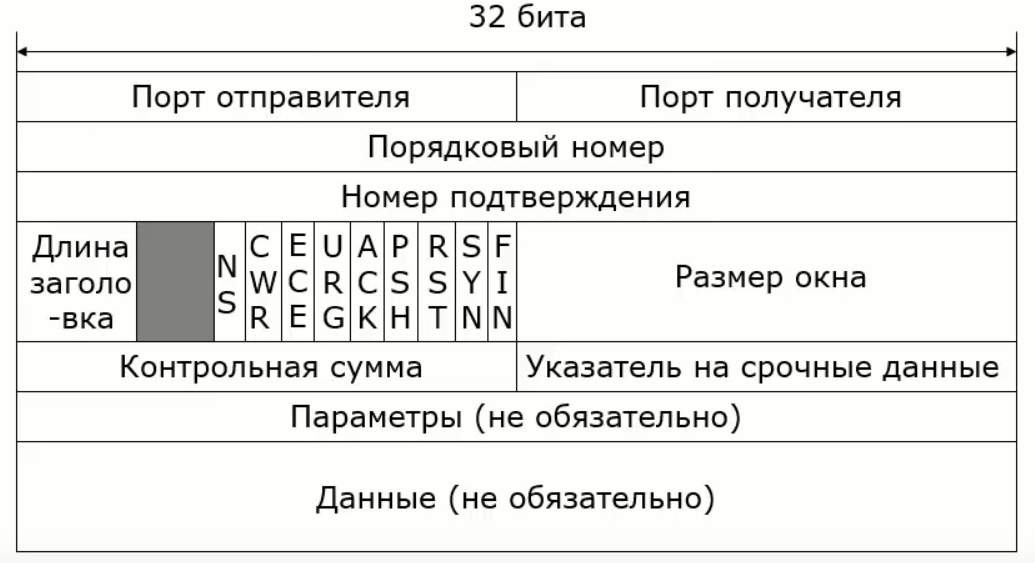 32 бита
Порт отправителя
Порт получателя
Порядковый номер
Номер подтверждения
Длина
заголо
-вка
NS
CWR
ECE
URG
ACK
PSH
RST
SYN
FIN
Размер окна
Контрольная сумма
Указатель на срочные данные
Параметры (не обязательно)
Данные (не обязательно)